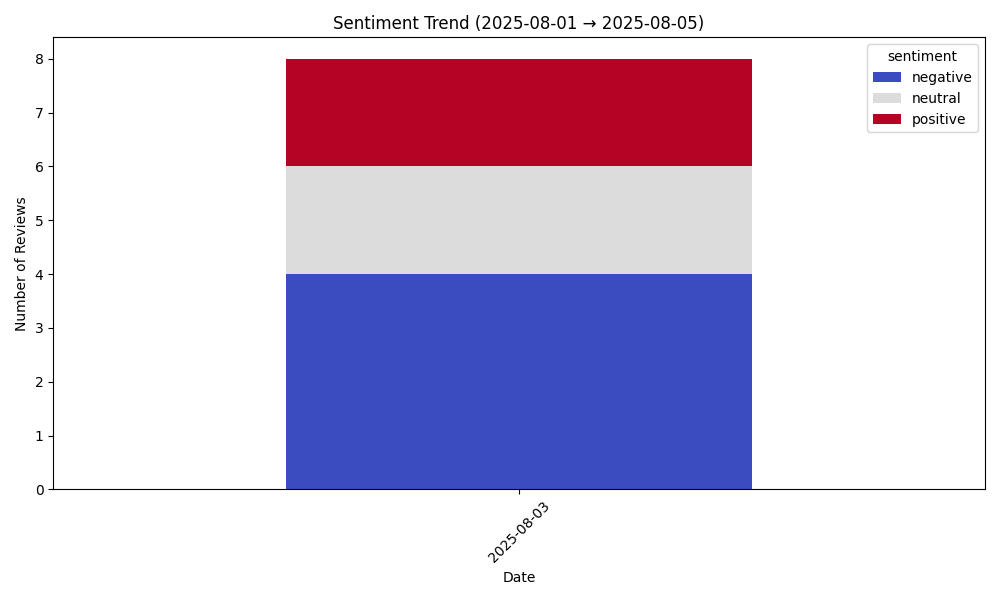 Sentiment Trend (2025-08-01 → 2025-08-05)
sentiment
negative
neutral
positive
Number of Reviews
8
7
6
5
4
3
2
1
0
2025-08-03
Date